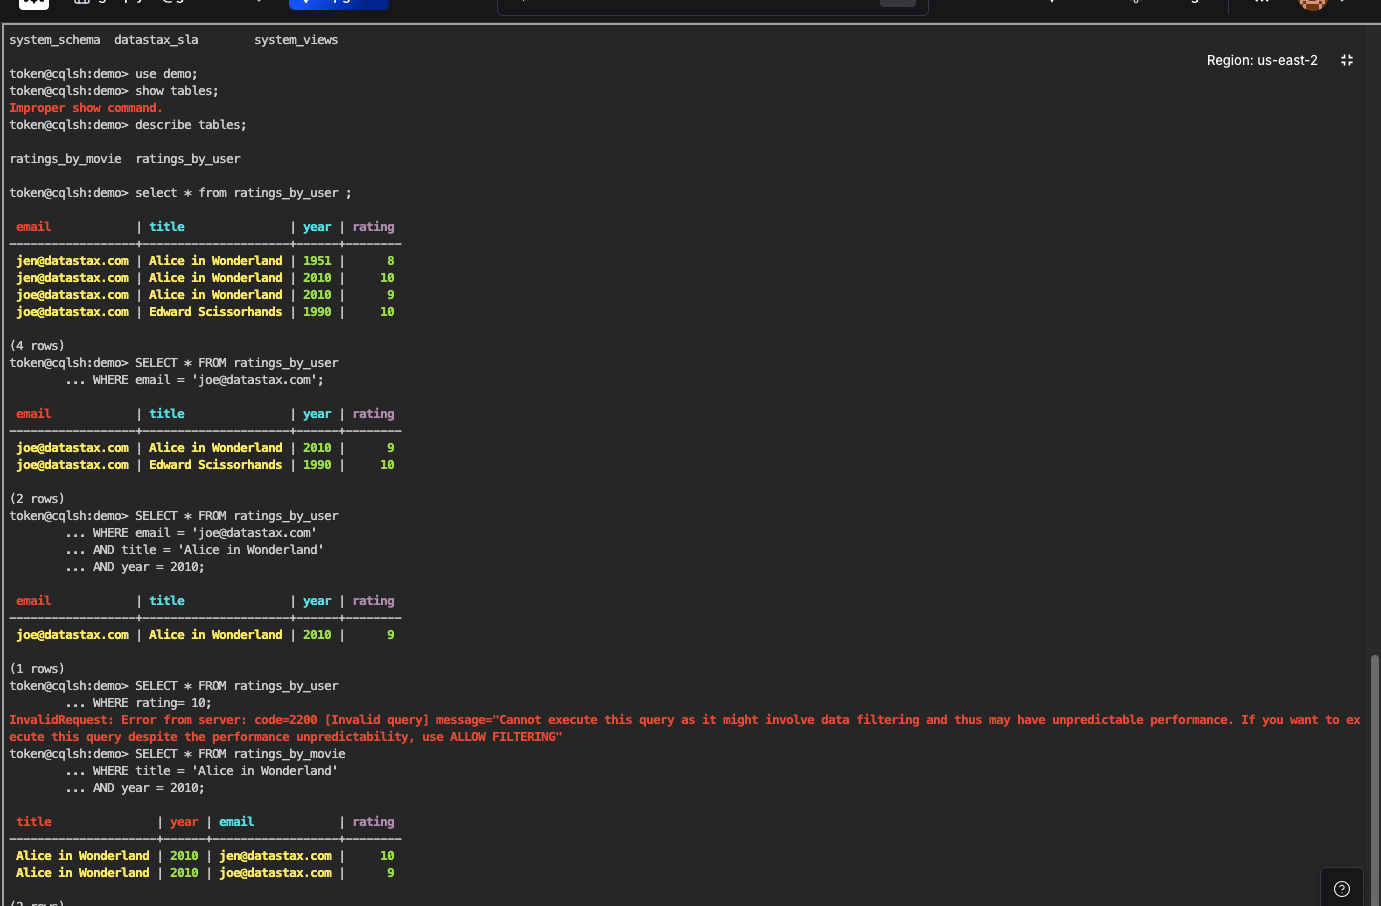 system_schema  datastax_sla        system_views
Region: us-east-2
token@cqlsh:demo> use demo;
token@cqlsh:demo> show tables;
Improper show command.
token@cqlsh:demo> describe tables;
ratings_by_movie  ratings_by_user
token@cqlsh:demo> select * from ratings_by_user ;
 email            | title              | year | rating
------------------+--------------------+------+--------
 jen@datastax.com | Alice in Wonderland | 1951 |      8
 jen@datastax.com | Alice in Wonderland | 2010 |     10
 joe@datastax.com | Alice in Wonderland | 2010 |      9
 joe@datastax.com | Edward Scissorhands | 1990 |     10
(4 rows)
token@cqlsh:demo> SELECT * FROM ratings_by_user
        ... WHERE email = 'joe@datastax.com';
 email            | title               | year | rating
------------------+---------------------+------+--------
 joe@datastax.com | Alice in Wonderland | 2010 |      9
 joe@datastax.com | Edward Scissorhands | 1990 |     10
(2 rows)
token@cqlsh:demo> SELECT * FROM ratings_by_user
        ... WHERE email = 'joe@datastax.com'
        ... AND title = 'Alice in Wonderland'
        ... AND year = 2010;
 email            | title               | year | rating
------------------+---------------------+------+--------
 joe@datastax.com | Alice in Wonderland | 2010 |      9
(1 rows)
token@cqlsh:demo> SELECT * FROM ratings_by_user
        ... WHERE rating= 10;
InvalidRequest: Error from server: code=2200 [Invalid query] message="Cannot execute this query as it might involve data filtering and thus may have unpredictable performance. If you want to ex
ecute this query despite the performance unpredictability, use ALLOW FILTERING"
token@cqlsh:demo> SELECT * FROM ratings_by_movie
        ... WHERE title = 'Alice in Wonderland'
        ... AND year = 2010;
 title               | year | email            | rating
---------------------+------+------------------+--------
 Alice in Wonderland | 2010 | jen@datastax.com |     10
 Alice in Wonderland | 2010 | joe@datastax.com |      9